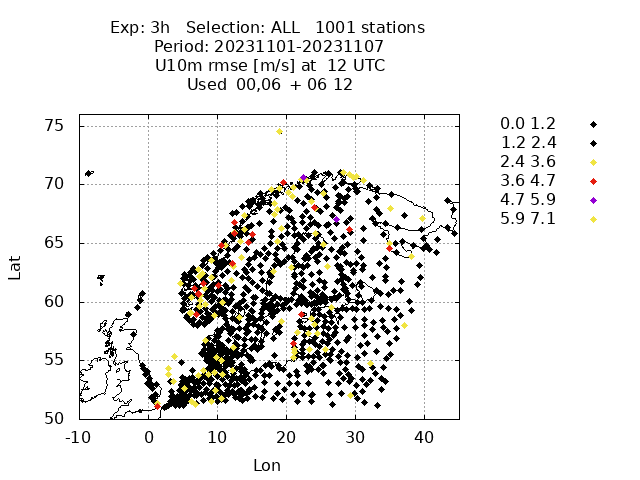 Exp: 3h   Selection: ALL   1001 stations
Period: 20231101-20231107
U10m rmse [m/s] at  12 UTC
Used  00,06  + 06 12
75
70
65
60
55
50
-10 0 10 20 30 40
Lat
Lon
0.0 1.2
1.2 2.4
2.4 3.6
3.6 4.7
4.7 5.9
5.9 7.1